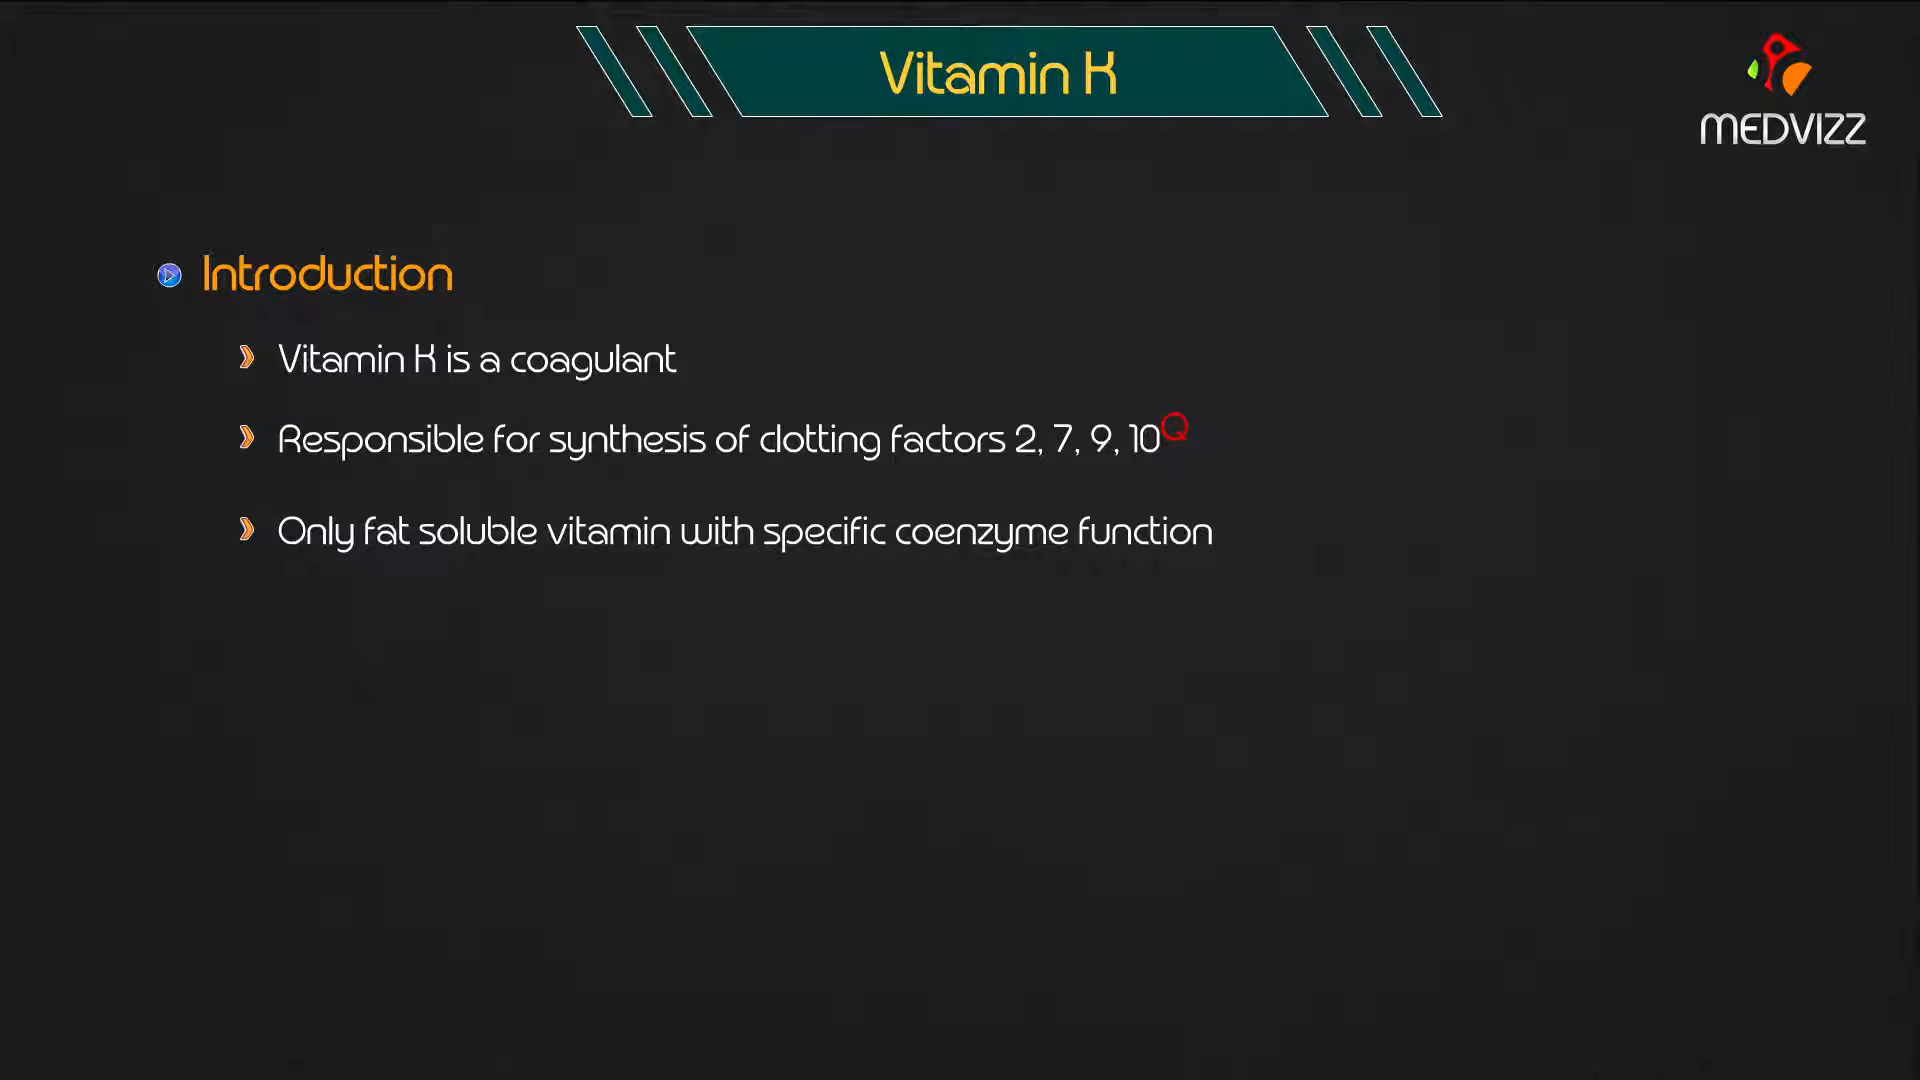 Vitamin K
MEDVIZZ
Introduction
Vitamin K is a coagulant
Responsible for synthesis of clotting factors 2, 7, 9, 10Q
Only fat soluble vitamin with specific coenzyme function